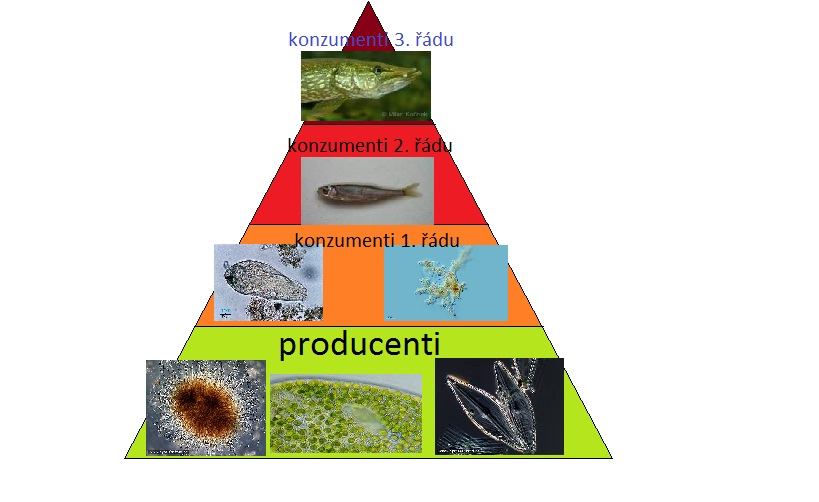 konzumenti 3. řádu
konzumenti 2. řádu
konzumenti 1. řádu
producenti